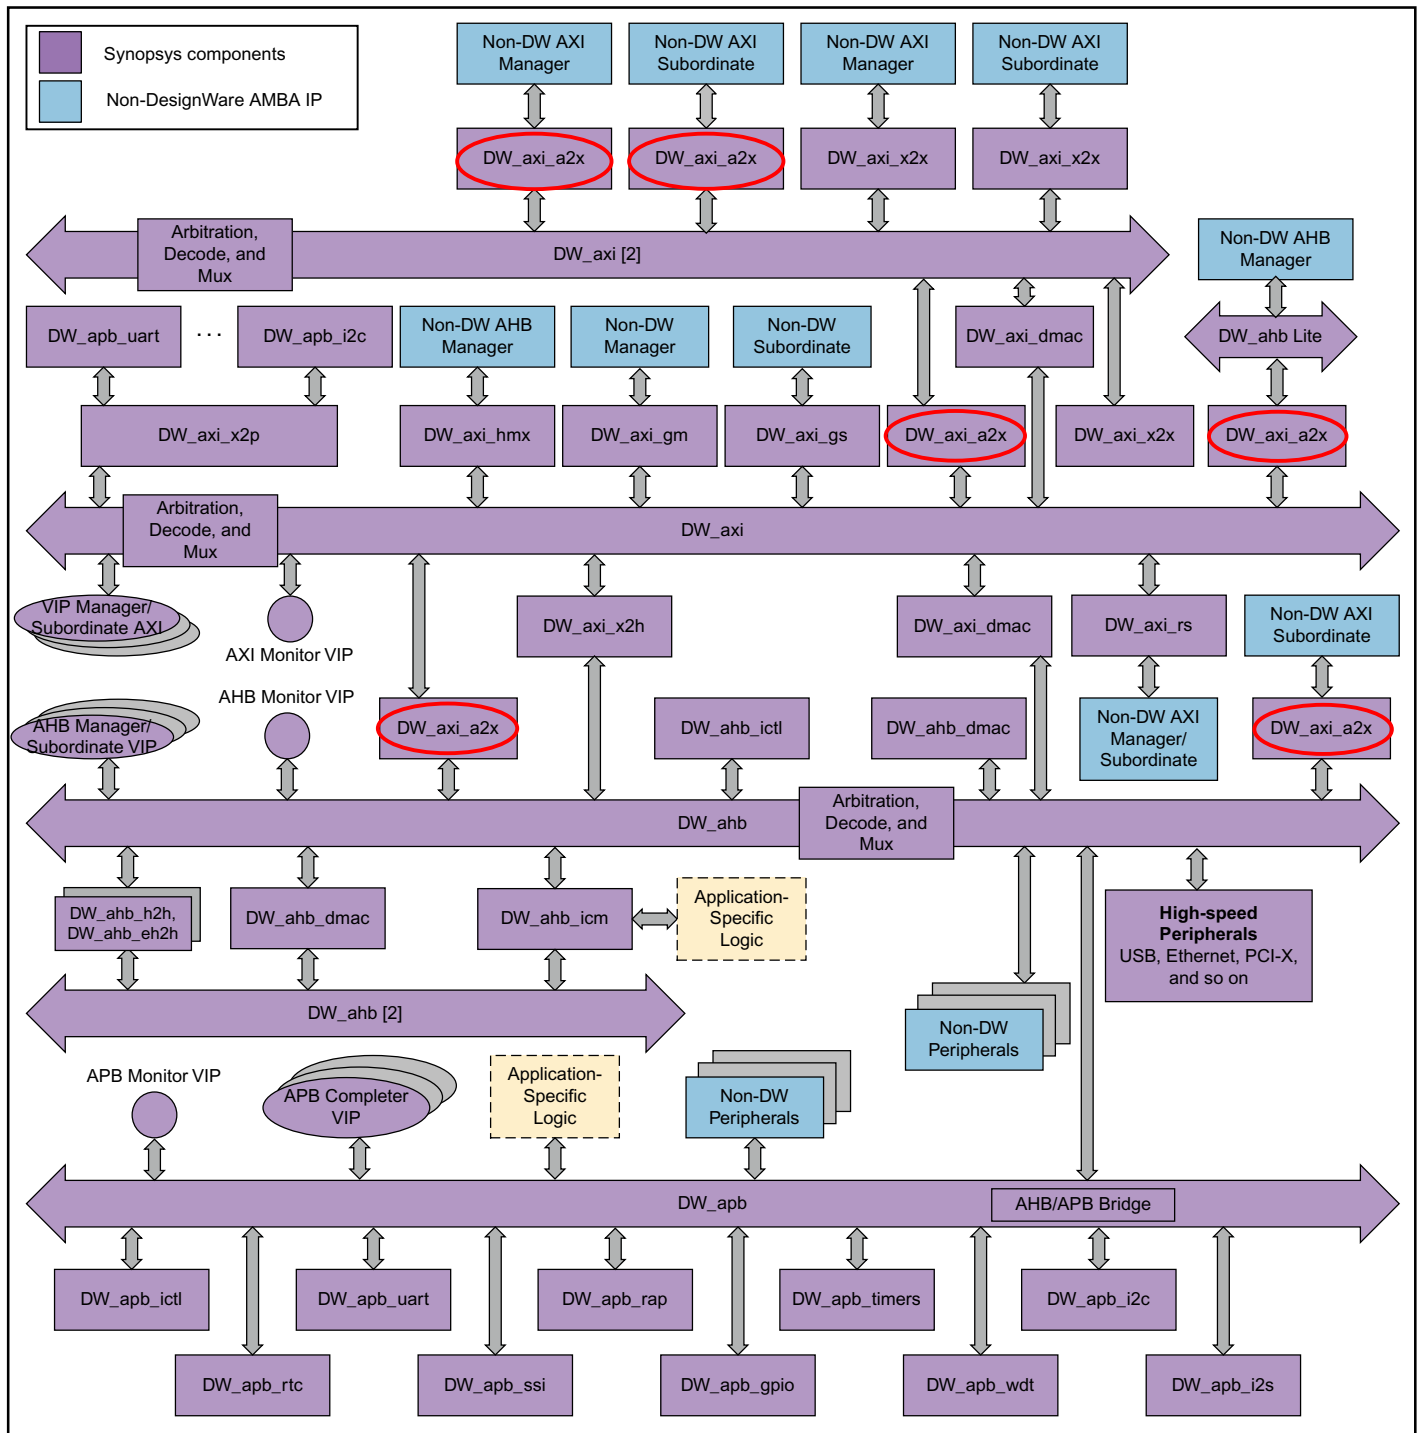 Synopsys components
Non-DesignWare AMBA IP
Non-DW AXI
Manager
Non-DW AXI
Subordinate
Non-DW AXI
Manager
Non-DW AXI
Subordinate
DW_axi_a2x
DW_axi_a2x
DW_axi_x2x
DW_axi_x2x
Arbitration,
Decode, and
Mux
DW_axi [2]
Non-DW AHB
Manager
DW_apb_uart
. . .
DW_apb_i2c
Non-DW AHB
Manager
Non-DW
Manager
Non-DW
Subordinate
DW_axi_dmac
DW_ahb Lite
DW_axi_x2p
DW_axi_hmx
DW_axi_gm
DW_axi_gs
DW_axi_a2x
DW_axi_x2x
DW_axi_a2x
Arbitration,
Decode, and
Mux
DW_axi
VIP Manager/
Subordinate AXI
AXI Monitor VIP
DW_axi_x2h
DW_axi_dmac
DW_axi_rs
Non-DW AXI
Subordinate
AHB Manager/
Subordinate VIP
AHB Monitor VIP
DW_axi_a2x
DW_ahb_ictl
DW_ahb_dmac
Non-DW AXI
Manager/
Subordinate
DW_axi_a2x
DW_ahb
Arbitration,
Decode, and
Mux
DW_ahb_h2h,
DW_ahb_eh2h
DW_ahb_dmac
DW_ahb_icm
Application-
Specific
Logic
High-speed
Peripherals
USB, Ethernet, PCI-X,
and so on
DW_ahb [2]
Non-DW
Peripherals
APB Monitor VIP
APB Completer
VIP
Application-
Specific
Logic
Non-DW
Peripherals
DW_apb
AHB/APB Bridge
DW_apb_ictl
DW_apb_uart
DW_apb_rap
DW_apb_timers
DW_apb_i2c
DW_apb_rtc
DW_apb_ssi
DW_apb_gpio
DW_apb_wdt
DW_apb_i2s